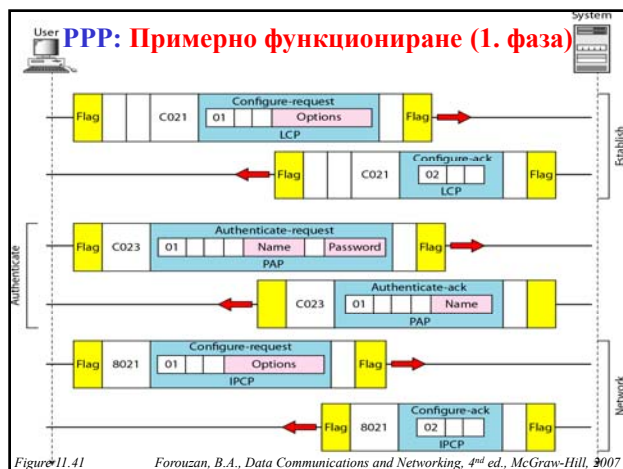 PPP: Примерно функциониране (1. фаза)
User
System
Configure-request
Flag
C021
01
Options
Flag
LCP
Configure-ack
Flag
C021
02
Flag
LCP
Establish
Authenticate-request
Flag
C023
01
Name
Password
Flag
PAP
Authenticate-ack
C023
01
Name
PAP
Authenticate
Configure-request
Flag
8021
01
Options
Flag
IPCP
Configure-ack
Flag
8021
02
Flag
IPCP
Network
Figure 11.41
Forouzan, B.A., Data Communications and Networking, 4nd ed., McGraw-Hill, 2007